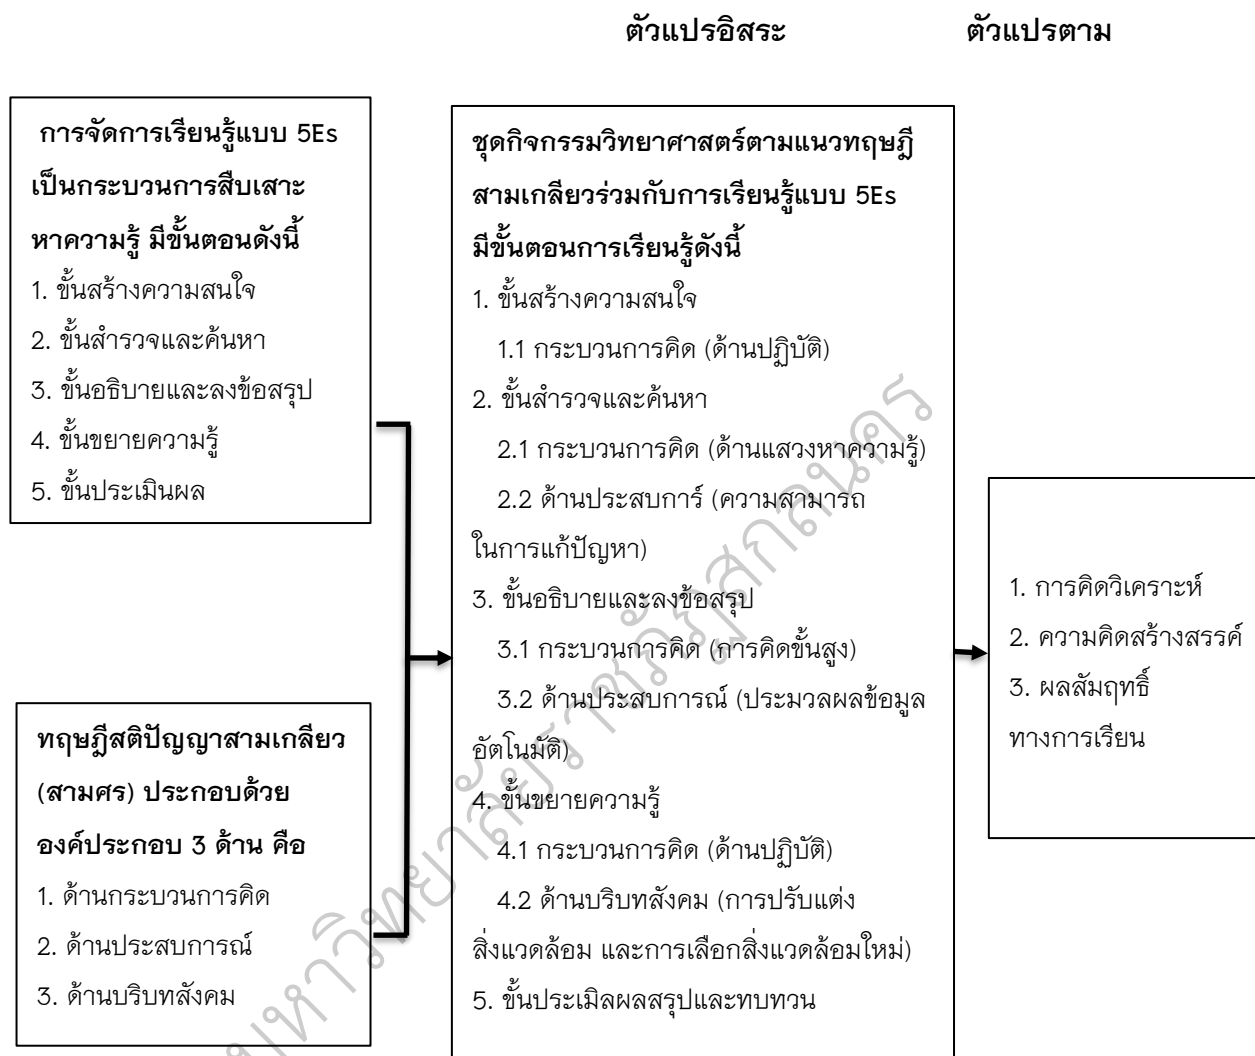 ตัวแปรอิสระ
ตัวแปรตาม
การจัดการเรียนรู้แบบ 5Es
เป็นกระบวนการสืบเสาะ
หาความรู้ มีขั้นตอนดังนี้
1. ขั้นสร้างความสนใจ
2. ขั้นสำรวจและค้นหา
3. ขั้นอธิบายและลงข้อสรุป
4. ขั้นขยายความรู้
5. ขั้นประเมินผล
ทฤษฎีสติปัญญาสามเกลียว
(สามศร) ประกอบด้วย
องค์ประกอบ 3 ด้าน คือ
1. ด้านกระบวนการคิด
2. ด้านประสบการณ์
3. ด้านบริบทสังคม
ชุดกิจกรรมวิทยาศาสตร์ตามแนวทฤษฎี
สามเกลียวร่วมกับการเรียนรู้แบบ 5Es
มีขั้นตอนการเรียนรู้ดังนี้
1. ขั้นสร้างความสนใจ
1.1 กระบวนการคิด (ด้านปฏิบัติ)
2. ขั้นสำรวจและค้นหา
2.1 กระบวนการคิด (ด้านแสวงหาความรู้)
2.2 ด้านประสบการ์ (ความสามารถ
ในการแก้ปัญหา)
3. ขั้นอธิบายและลงข้อสรุป
3.1 กระบวนการคิด (การคิดขั้นสูง)
3.2 ด้านประสบการณ์ (ประมวลผลข้อมูล
อัตโนมัติ)
4. ขั้นขยายความรู้
4.1 กระบวนการคิด (ด้านปฏิบัติ)
4.2 ด้านบริบทสังคม (การปรับแต่ง
สิ่งแวดล้อม และการเลือกสิ่งแวดล้อมใหม่)
5. ขั้นประเมิลผลสรุปและทบทวน
1. การคิดวิเคราะห์
2. ความคิดสร้างสรรค์
3. ผลสัมฤทธิ์
ทางการเรียน
มหาวิทยาลัยราชภัฏสกลนคร